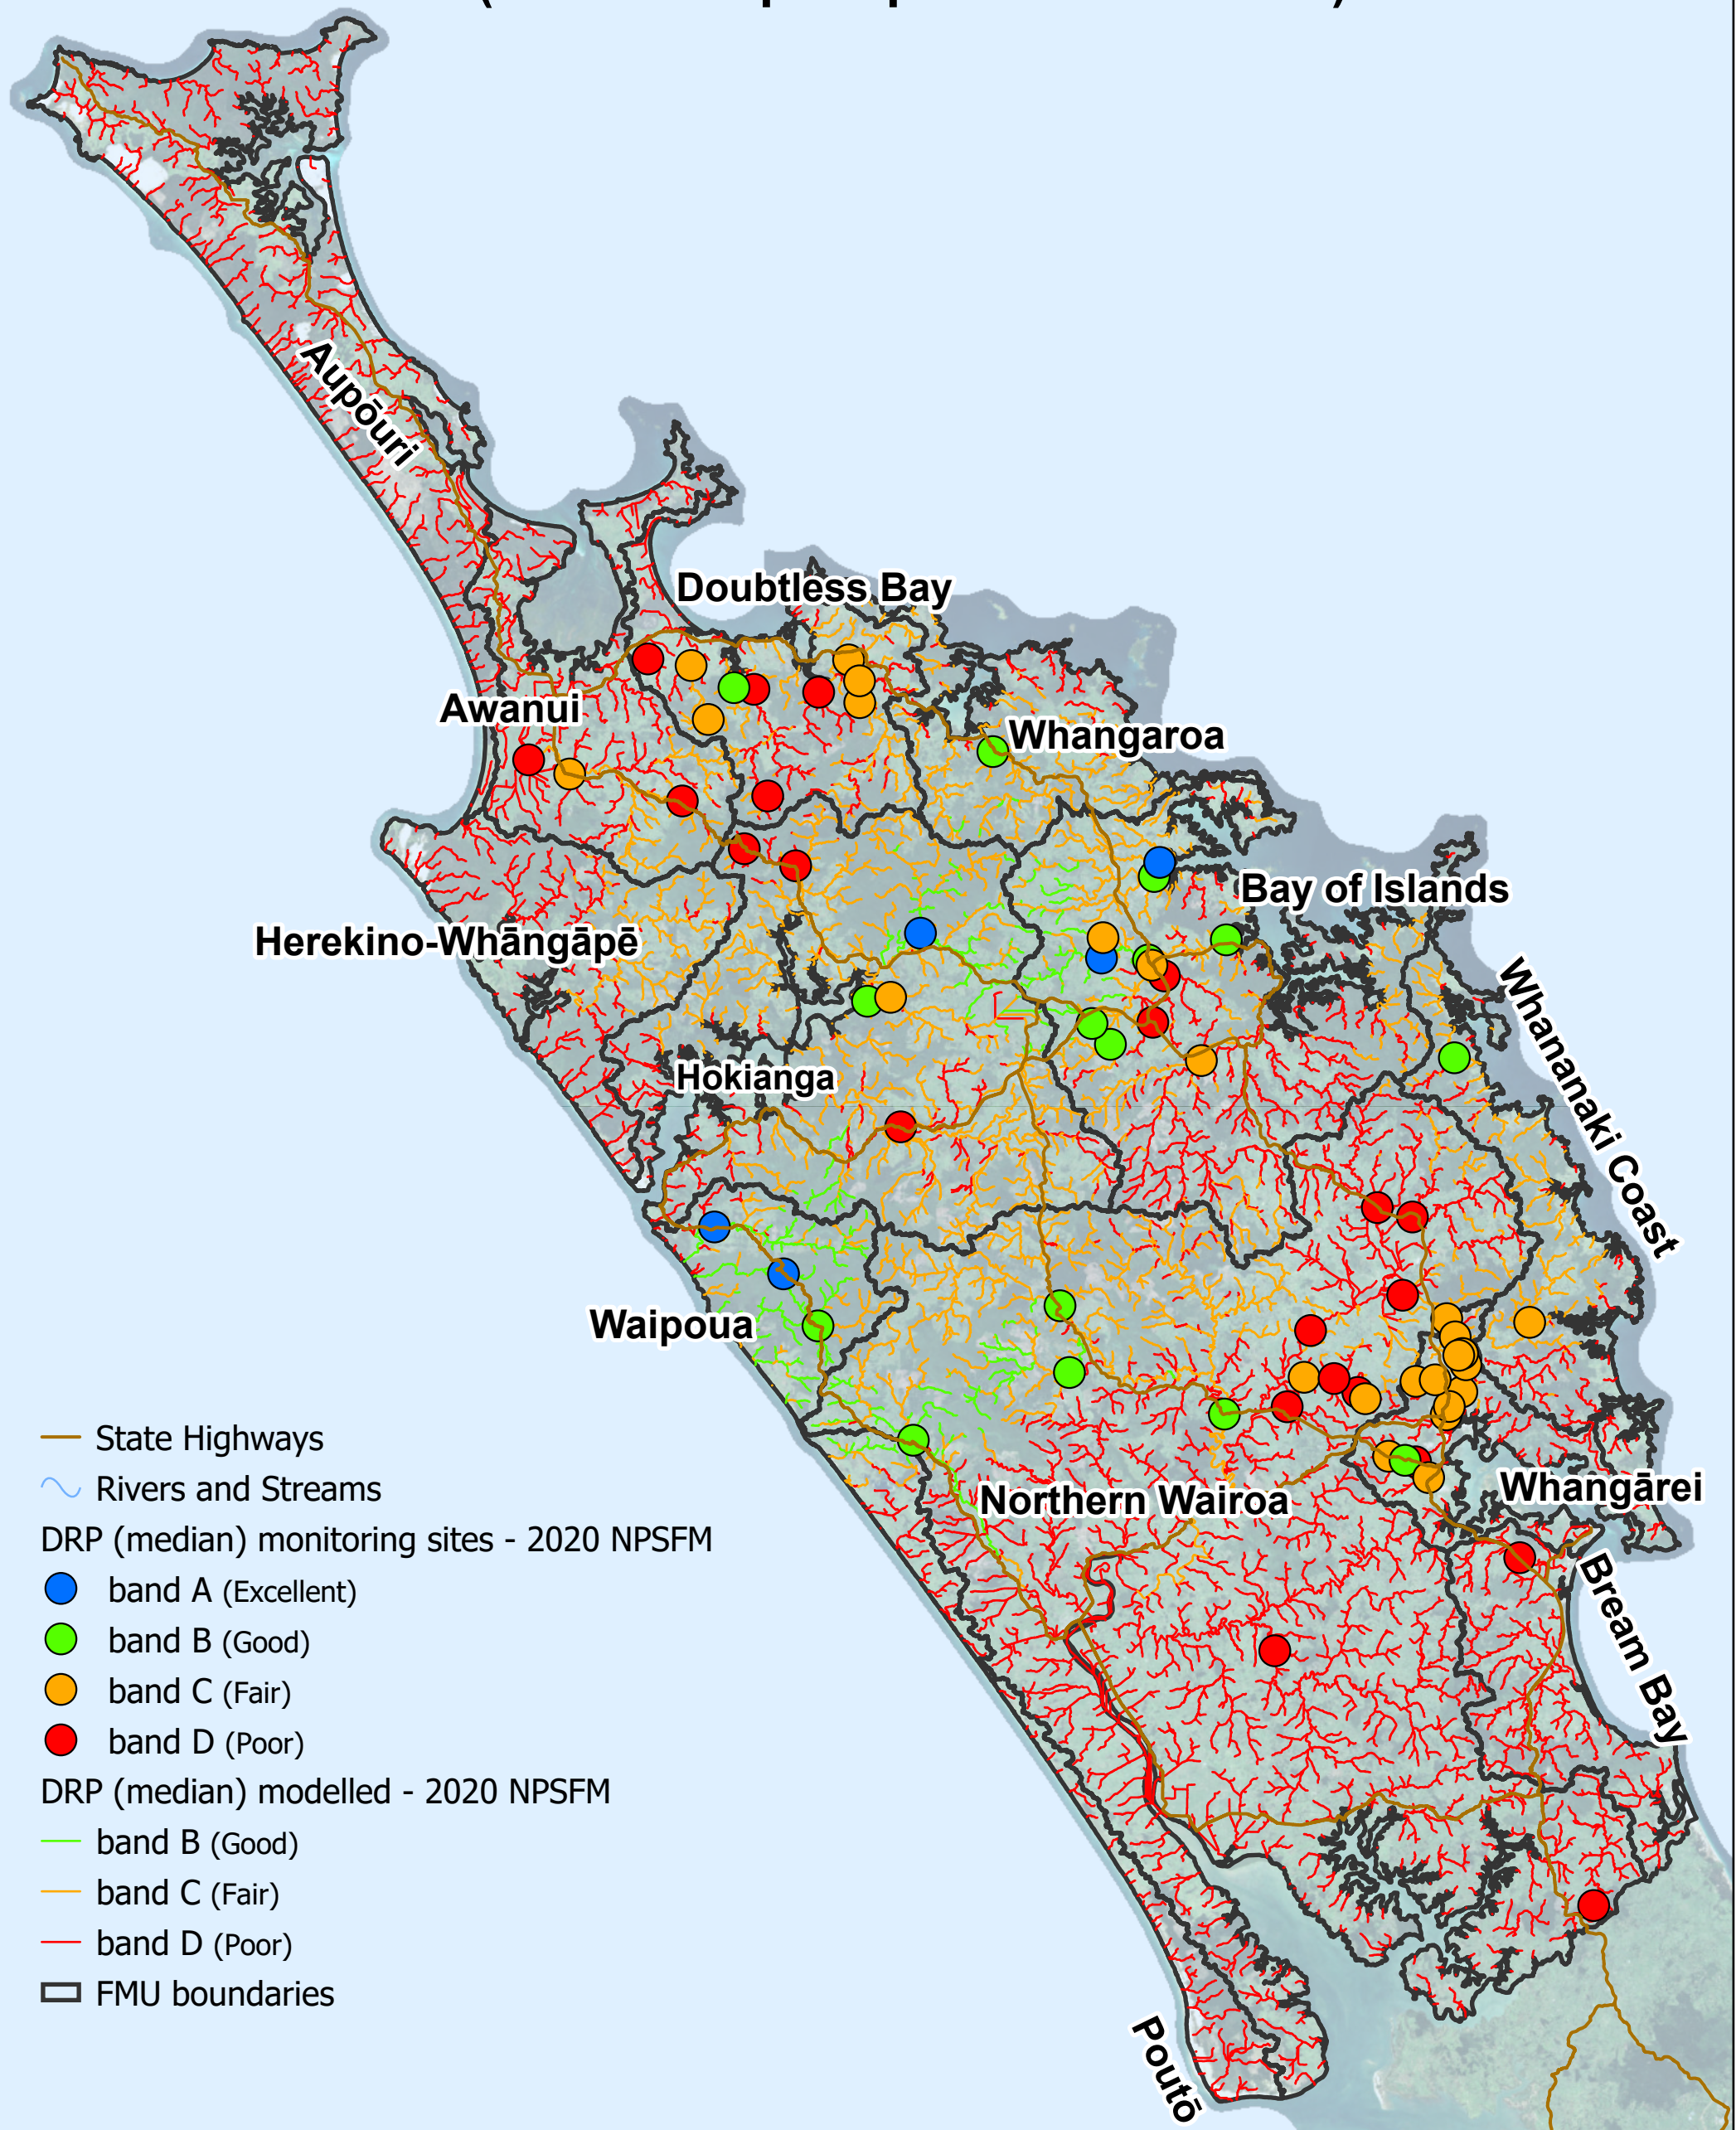 Aupōuri
Doubtless Bay
Awanui
Whangaroa
Bay of Islands
Herekino-Whāngāpē
Whananaki Coast
Hokianga
Waipoua
Whangārei
Northern Wairoa
Bream Bay
Poutō
State Highways
Rivers and Streams
DRP (median) monitoring sites - 2020 NPSFM
band A (Excellent)
band B (Good)
band C (Fair)
band D (Poor)
DRP (median) modelled - 2020 NPSFM
band B (Good)
band C (Fair)
band D (Poor)
FMU boundaries